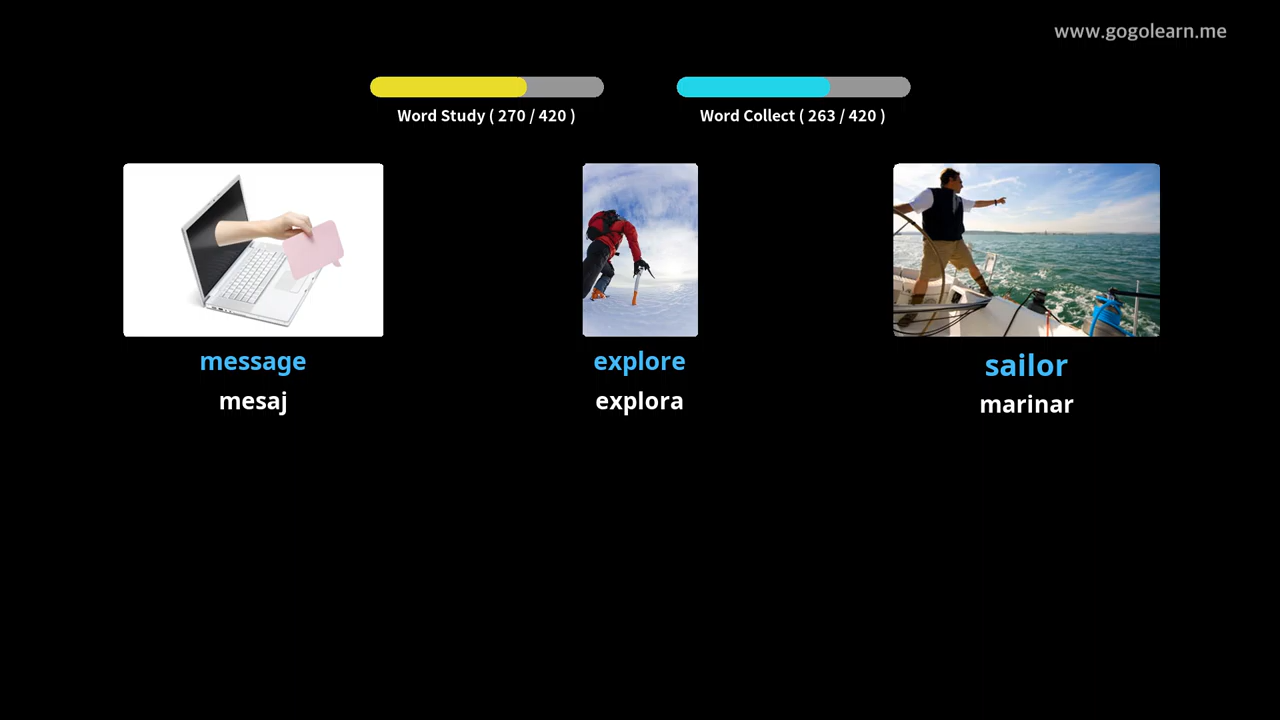 www.gogolearn.me
Word Study ( 270 / 420 )
Word Collect ( 263 / 420 )
message
mesaj
explore
explora
sailor
marinar